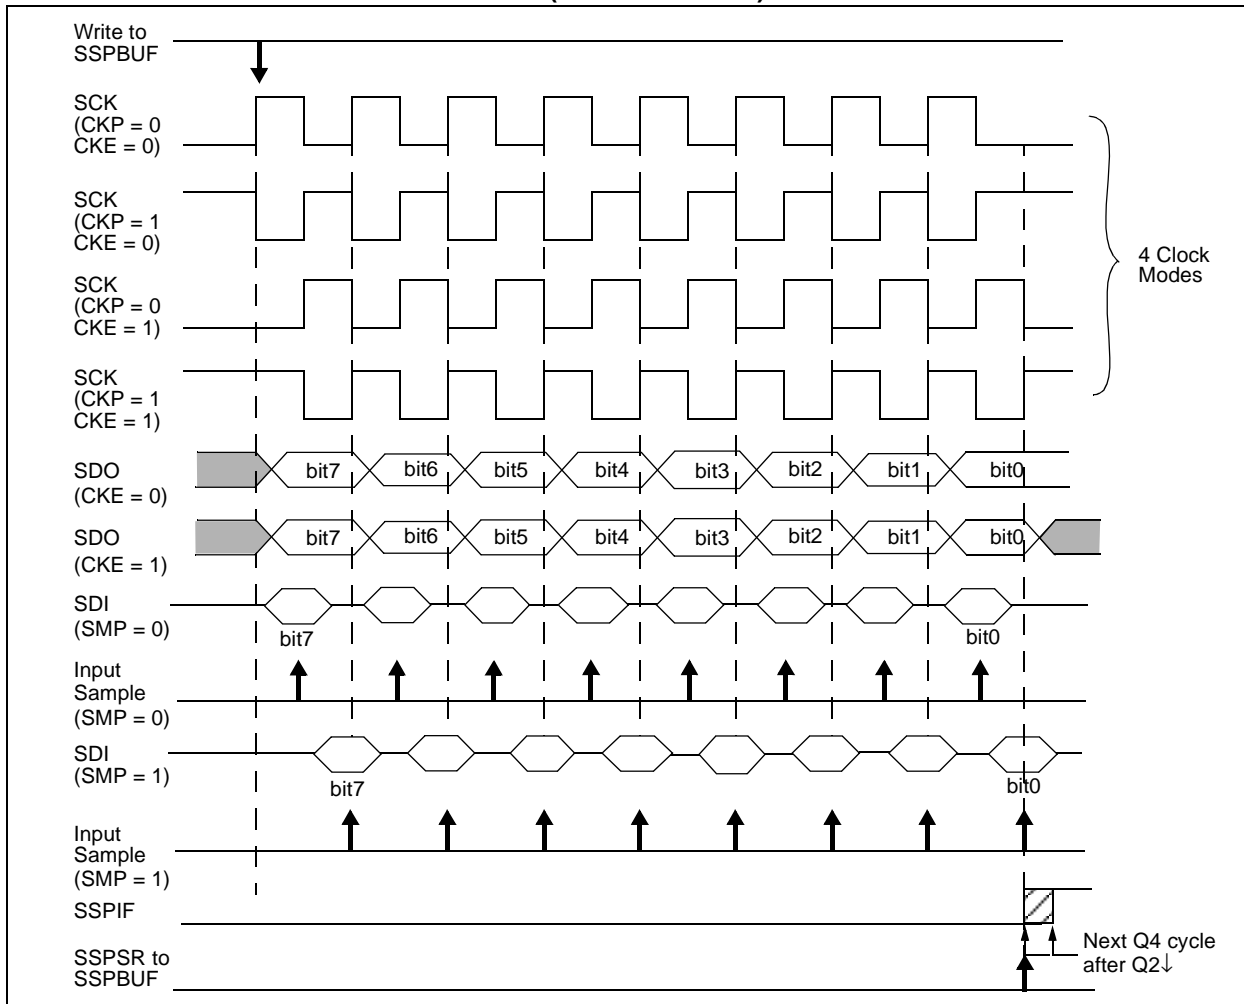 Write to
SSPBUF
SCK
(CKP = 0
CKE = 0)
SCK
(CKP = 1
CKE = 0)
4 Clock
Modes
SCK
(CKP = 0
CKE = 1)
SCK
(CKP = 1
CKE = 1)
SDO
(CKE = 0)
bit7 bit6 bit5 bit4 bit3 bit2 bit1 bit0
SDO
(CKE = 1)
bit7 bit6 bit5 bit4 bit3 bit2 bit1 bit0
SDI
(SMP = 0)
bit7 bit0
Input
Sample
(SMP = 0)
SDI
(SMP = 1)
bit7 bit0
Input
Sample
(SMP = 1)
SSPIF
Next Q4 cycle
after Q2↓
SSPSR to
SSPBUF